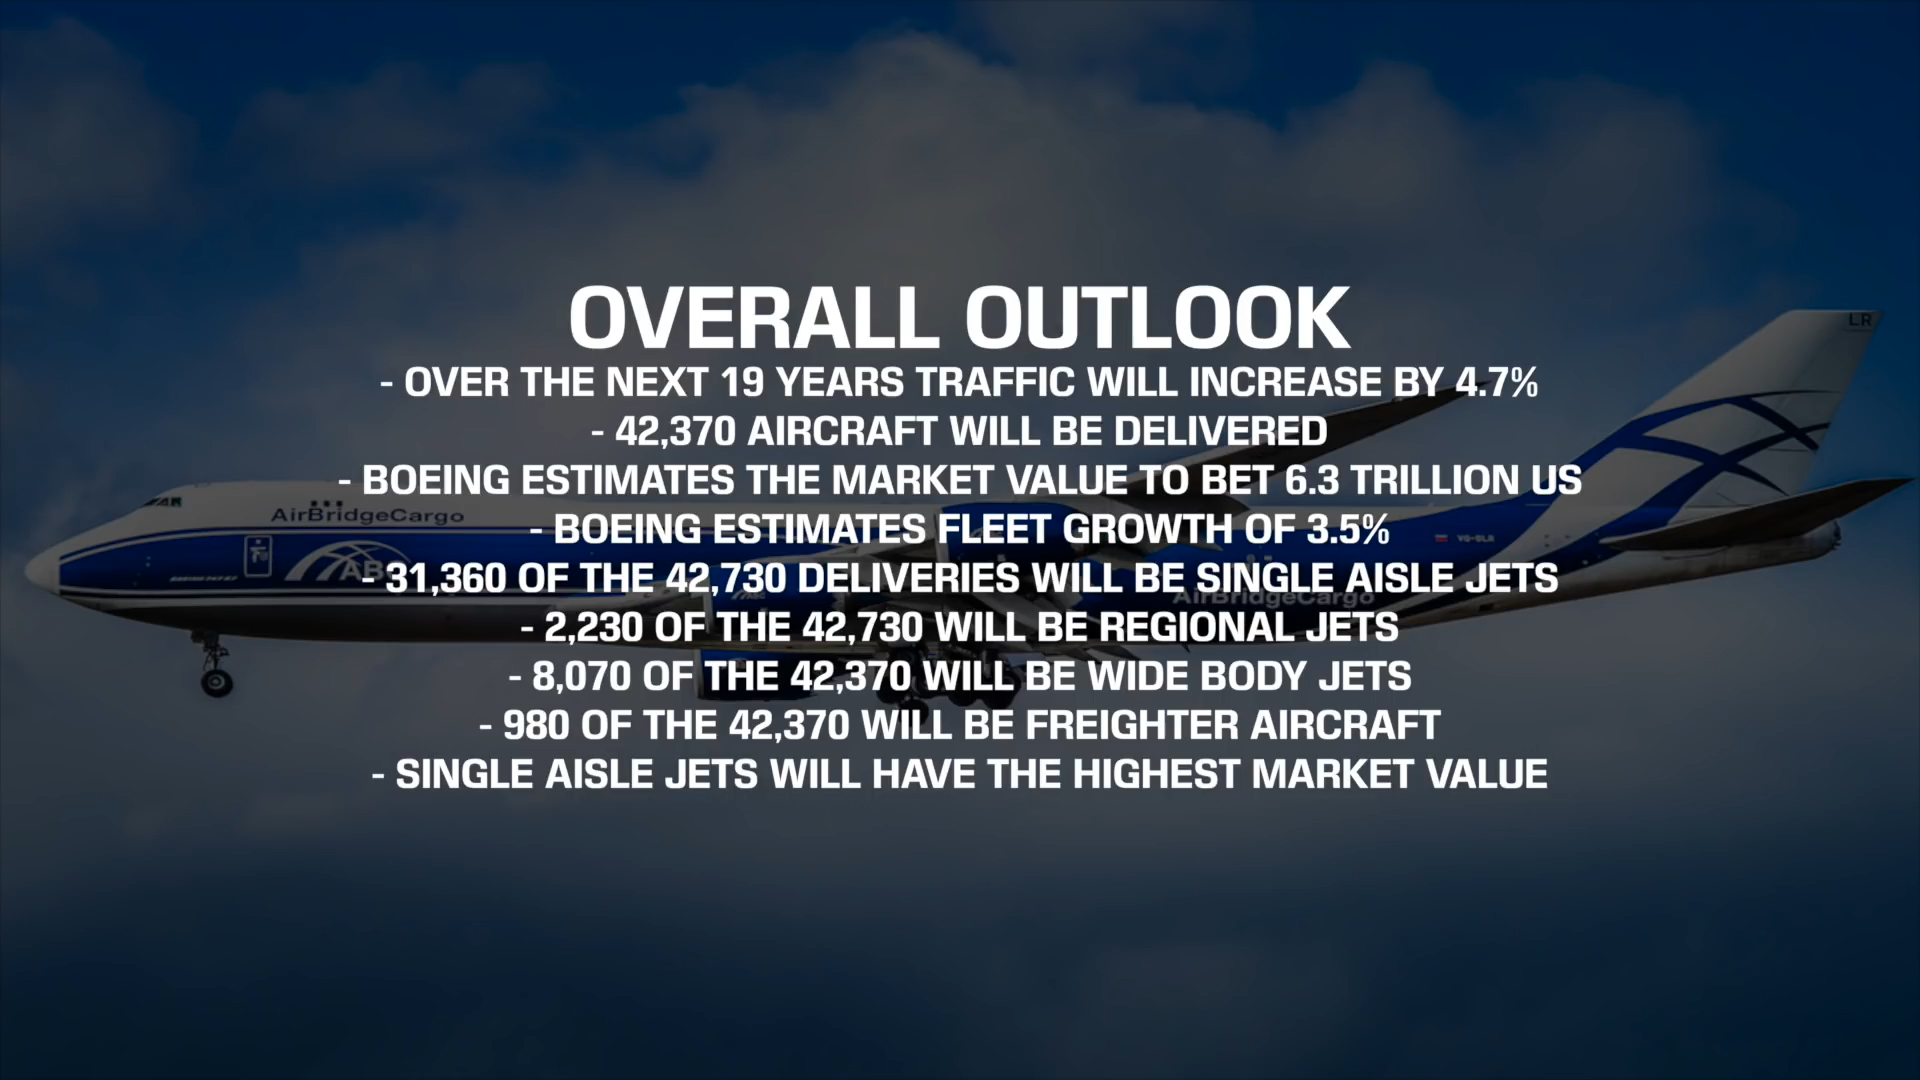 OVERALL OUTLOOK
- OVER THE NEXT 19 YEARS TRAFFIC WILL INCREASE BY 4.7%
- 42,370 AIRCRAFT WILL BE DELIVERED
- BOEING ESTIMATES THE MARKET VALUE TO BET 6.3 TRILLION US
- BOEING ESTIMATES FLEET GROWTH OF 3.5%
- 31,360 OF THE 42,730 DELIVERIES WILL BE SINGLE AISLE JETS
- 2,230 OF THE 42,730 WILL BE REGIONAL JETS
- 8,070 OF THE 42,370 WILL BE WIDE BODY JETS
- 980 OF THE 42,370 WILL BE FREIGHTER AIRCRAFT
- SINGLE AISLE JETS WILL HAVE THE HIGHEST MARKET VALUE
LR
AirBridgeCargo
AirBridgeCargo